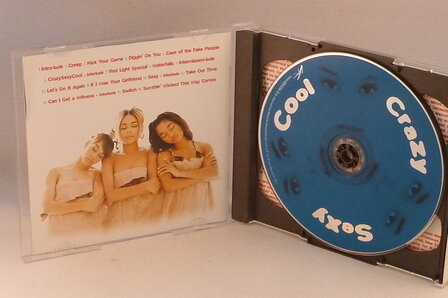 Intro-lude Creep Kick Your Game Diggin' On You Case of the Fake People
CrazySexyCool - Interlude Red Light Special Waterfalls Intermission-lude
Let's Do It Again If I Was Your Girlfriend Sexy - Interlude Take Our Time
Can I Get a Witness - Interlude Switch Sumthin' Wicked This Way Comes
Cool
Crazy
Sexy